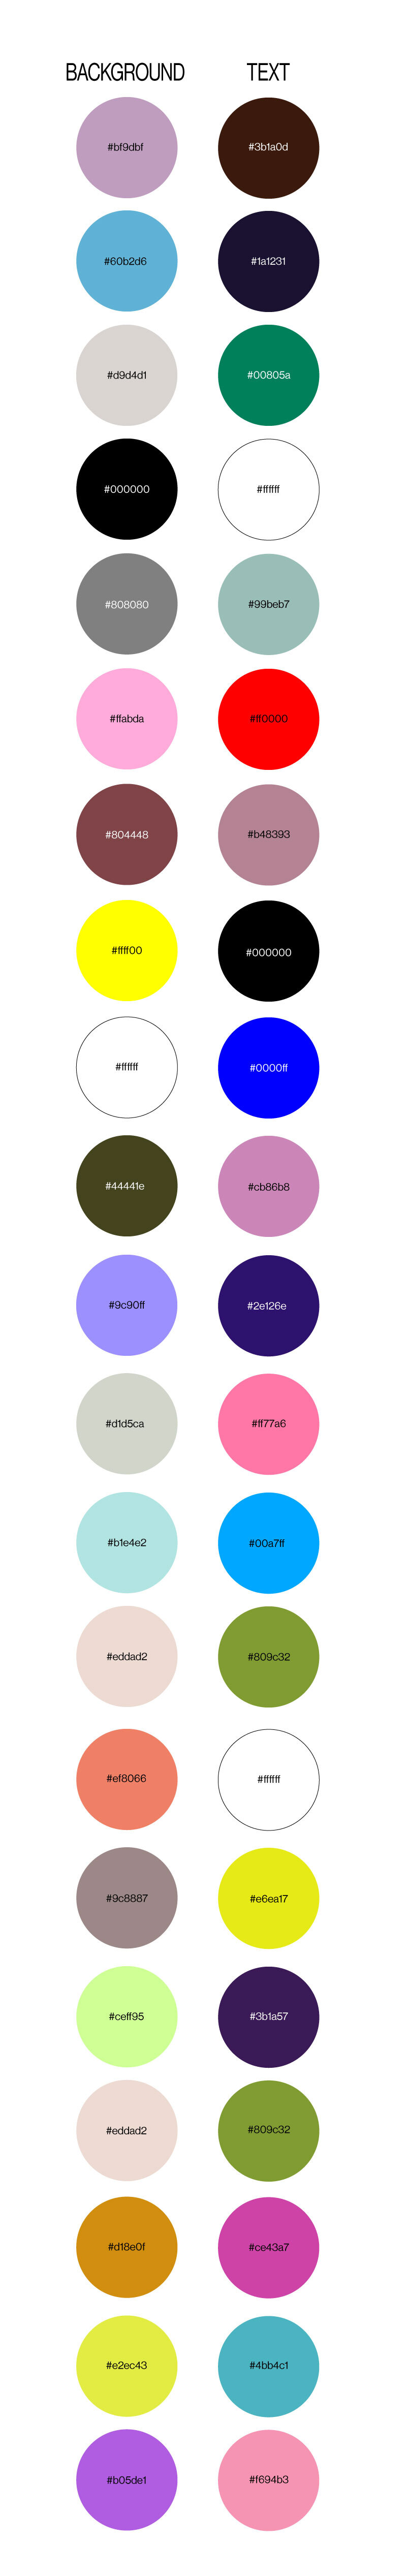 BACKGROUND TEXT
#bf9dbf #3b1a0d
#60b2d6 #1a1231
#d9d4d1 #00805a
#000000 #ffffff
#808080 #99beb7
#ffabda #ff0000
#804448 #b48393
#ffff00 #000000
#ffffff #0000ff
#44441e #cb86b8
#9c90ff #2e126e
#d1d5ca #ff77a6
#b1e4e2 #00a7ff
#eddad2 #809c32
#ef8066 #ffffff
#9c8887 #e6ea17
#ceff95 #3b1a57
#eddad2 #809c32
#d18e0f #ce43a7
#e2ec43 #4bb4c1
#b05de1 #f694b3